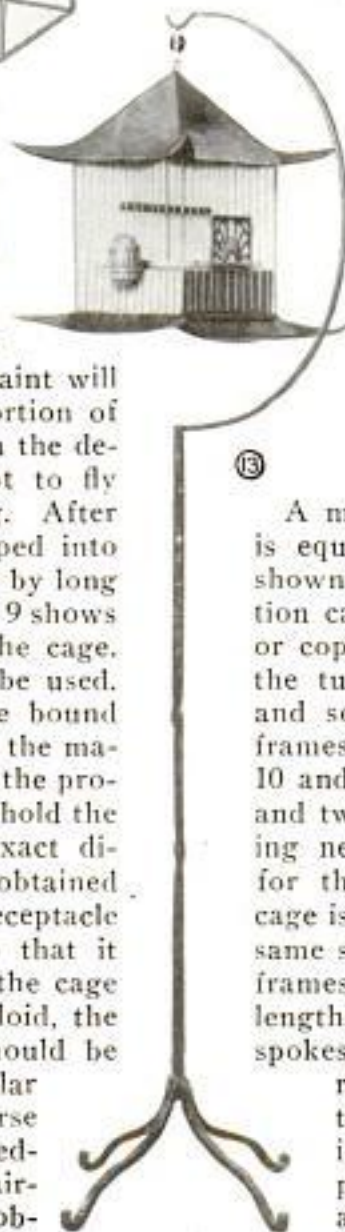 aint will
ortion of
n the de-
t to fly
r. After
ped into
by long
9 shows
he cage.
be used.
e bound
the ma-
the pro-
hold the
xact di-
obtained
eceptacle
that it
the cage
loid, the
hould be
lar
rse
ed-
air-
ob-
13
A m
is equ
shown
tion ca
or cop
the tu
and so
frames
10 and
and tw
ing ne
for th
cage is
same s
frames
length
spokes
r
t
i
p
a